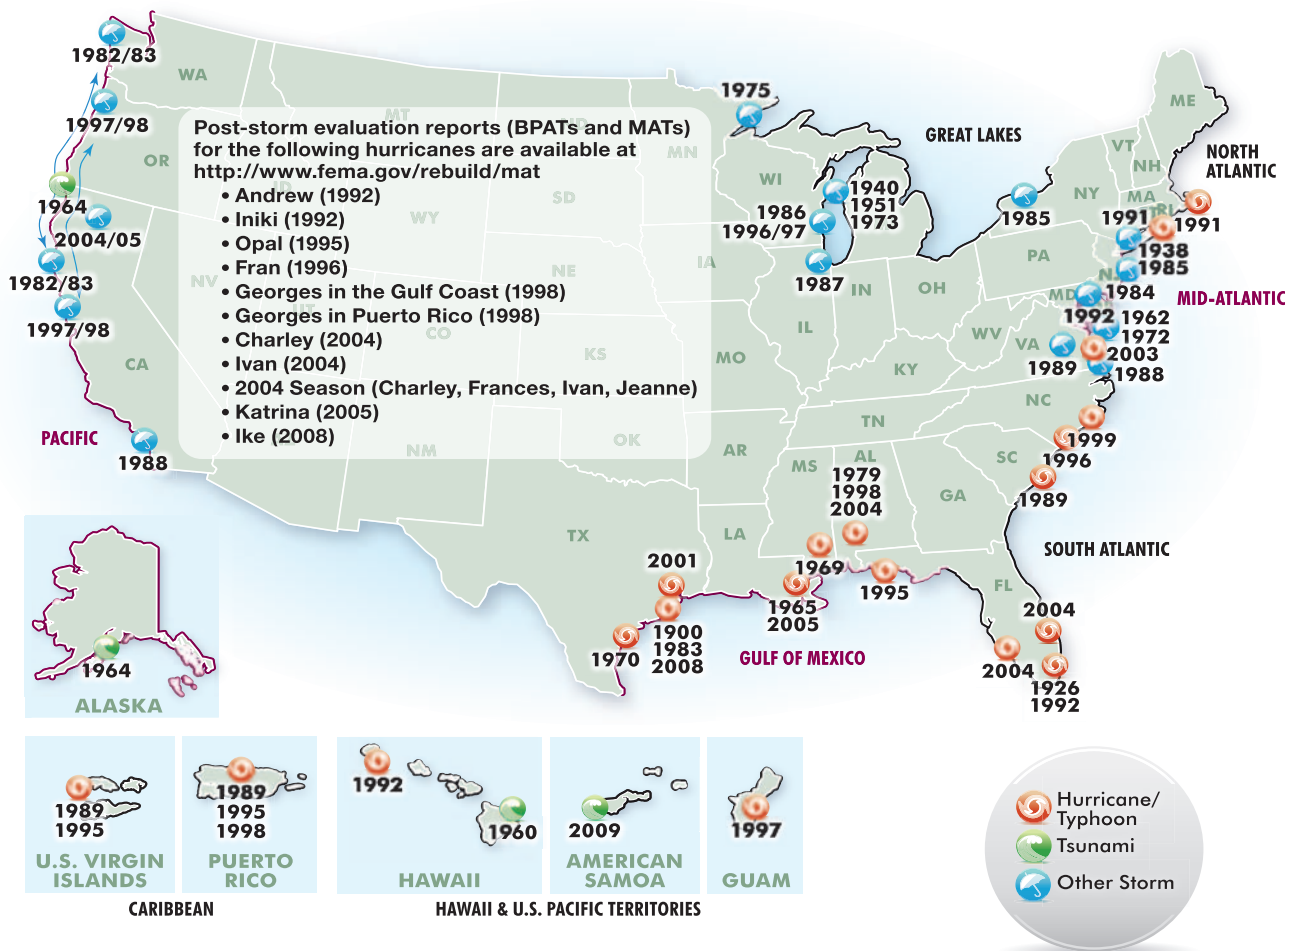 1982/83
WA
1997/98
OR
1964
2004/05
1982/83
1997/98
NV
CA
PACIFIC
1988
Post-storm evaluation reports (BPATs and MATs)
for the following hurricanes are available at
http://www.fema.gov/rebuild/mat
• Andrew (1992)
• Iniki (1992)
• Opal (1995)
• Fran (1996)
• Georges in the Gulf Coast (1998)
• Georges in Puerto Rico (1998)
• Charley (2004)
• Ivan (2004)
• 2004 Season (Charley, Frances, Ivan, Jeanne)
• Katrina (2005)
• Ike (2008)
MT
ND
ID
WY
SD
NE
UT
CO
KS
NM
OK
MN
1975
WI
1986
1996/97
1940
1951
1973
1987
GREAT LAKES
1985
IA
IL
IN
OH
MO
KY
WV
VA
TN
AR
NC
SC
MS
AL
1979
1998
2004
GA
LA
TX
FL
ME
VT
NH
NY
MA
RI
PA
NJ
MD
NORTH
ATLANTIC
1991
1991
1938
1985
1984
MID-ATLANTIC
1992
1962
1972
2003
1989
1988
1999
1996
1989
SOUTH ATLANTIC
2001
1900
1983
2008
1970
1969
1965
2005
1995
GULF OF MEXICO
2004
2004
1926
1992
1964
ALASKA
1989
1995
U.S. VIRGIN
ISLANDS
1989
1995
1998
PUERTO
RICO
CARIBBEAN
1992
1960
HAWAII
2009
AMERICAN
SAMOA
1997
GUAM
HAWAII & U.S. PACIFIC TERRITORIES
Hurricane/
Typhoon
Tsunami
Other Storm